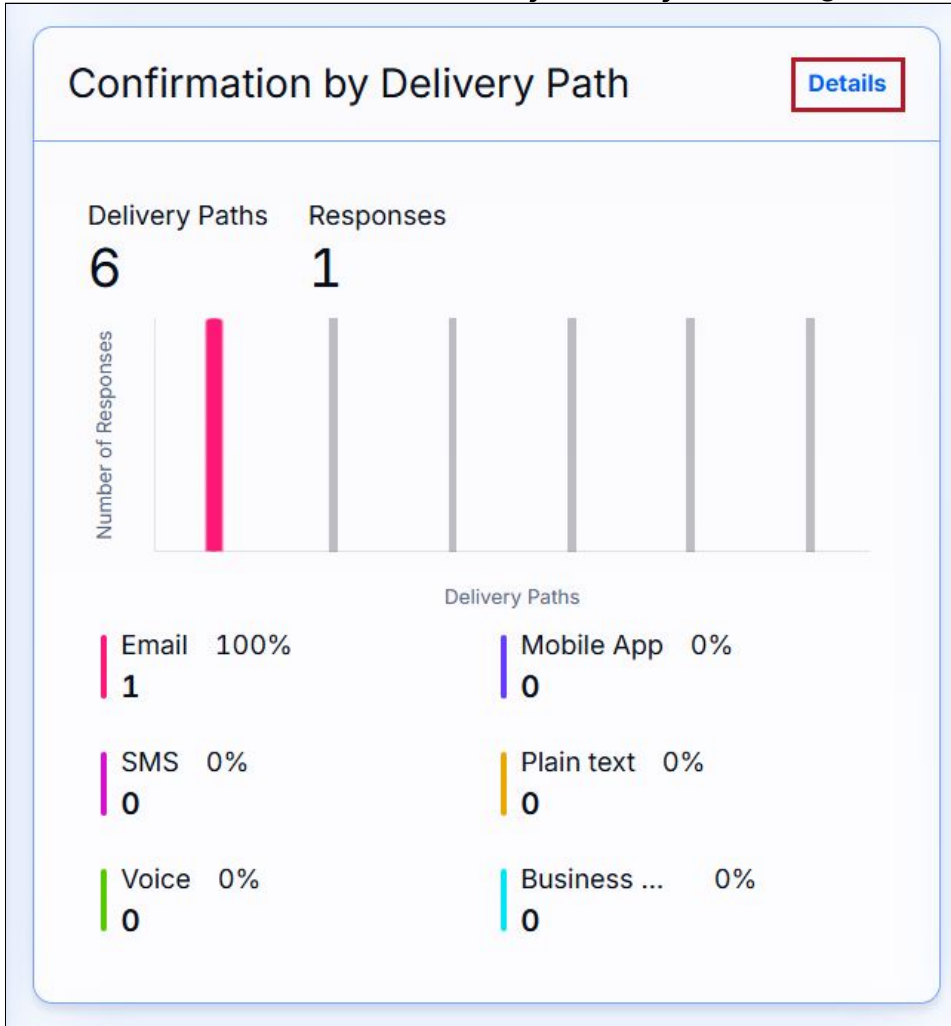 Confirmation by Delivery Path Details
Delivery Paths Responses
6 1
Number of Responses
Delivery Paths
Email 100% Mobile App 0%
1 0
SMS 0% Plain text 0%
0 0
Voice 0% Business ... 0%
0 0